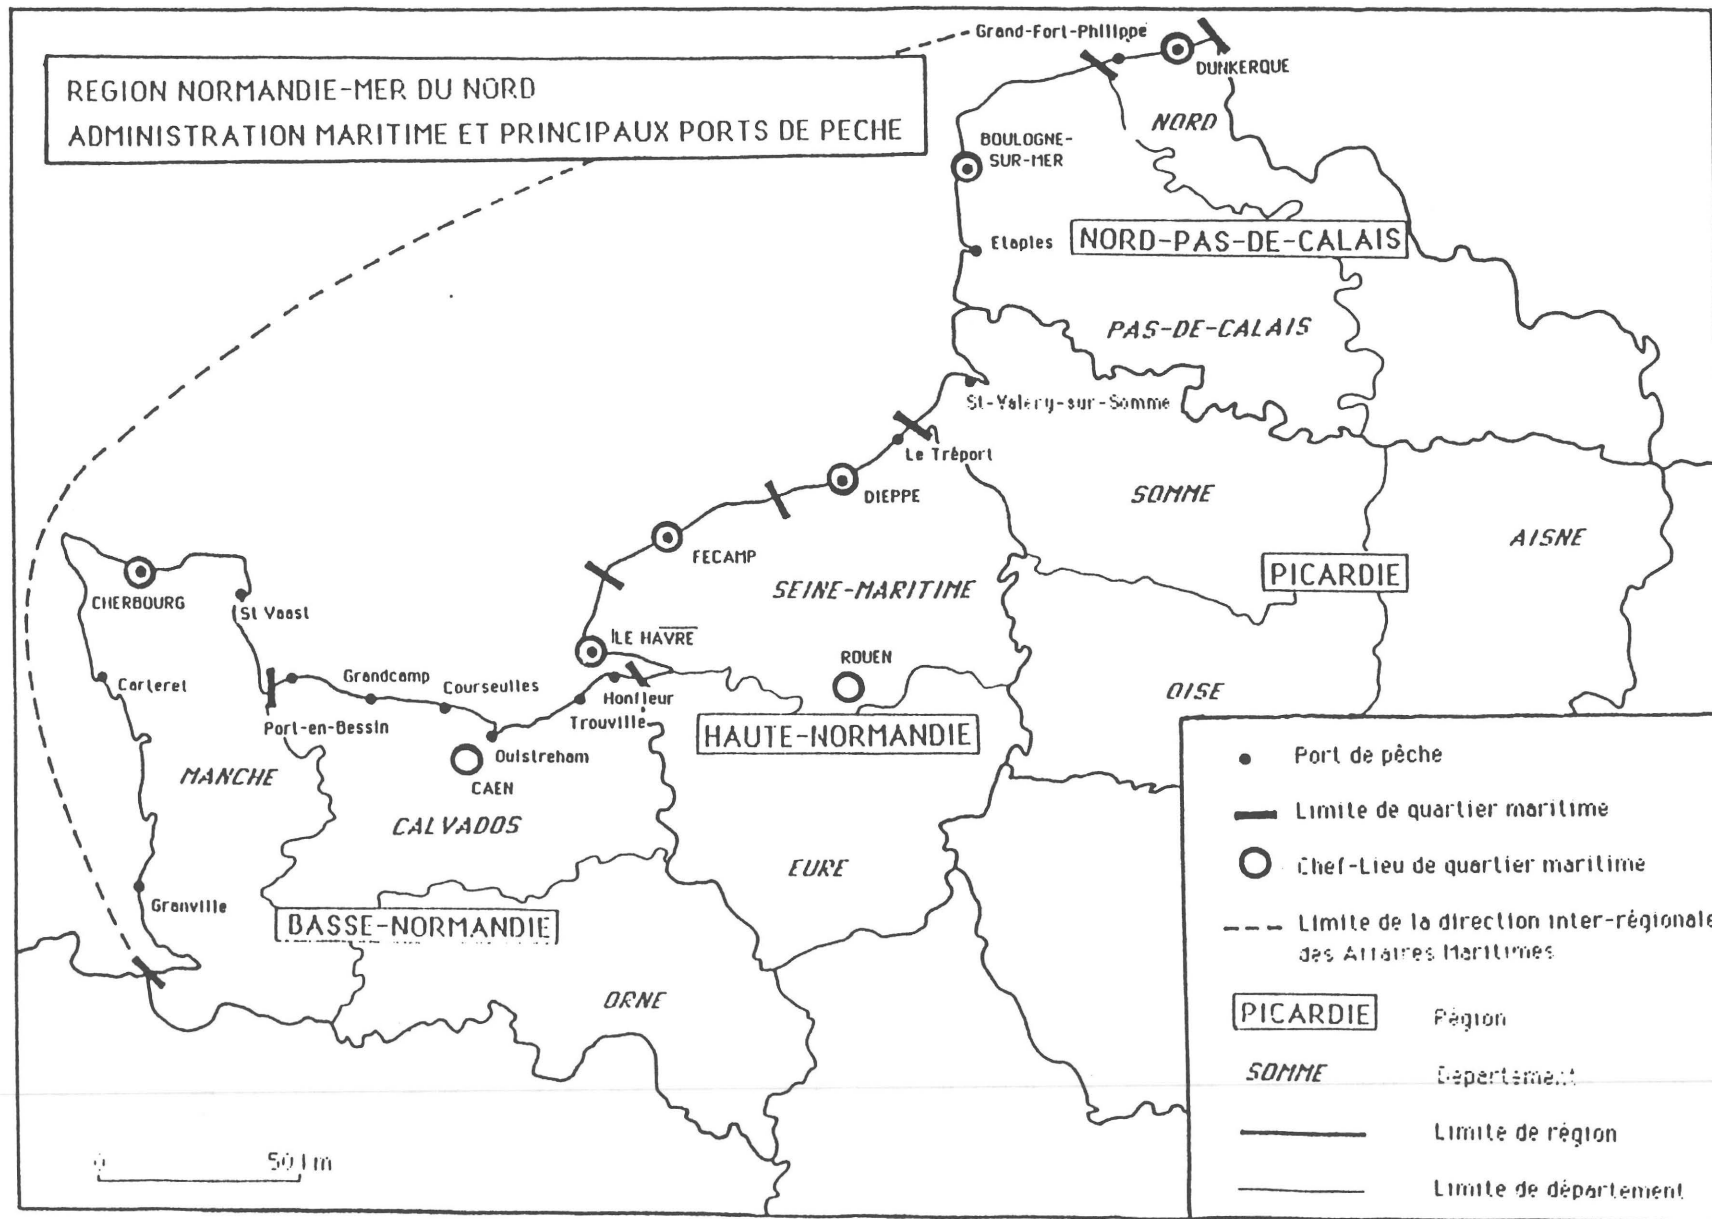 REGION NORMANDIE-MER DU NORD
ADMINISTRATION MARITIME ET PRINCIPAUX PORTS DE PECHE
Grand-Fort-Philippe
DUNKERQUE
NORD
BOULOGNE-
SUR-MER
Etaples
NORD-PAS-DE-CALAIS
PAS-DE-CALAIS
St-Valery-sur-Somme
Le Tréport
DIEPPE
SOMME
AISNE
FECAMP
PICARDIE
SEINE-MARITIME
CHERBOURG
St Vaast
LE HAVRE
ROUEN
OISE
Carteret
Grandcamp
Courseulles
Honfleur
Trouville
Port-en-Bessin
HAUTE-NORMANDIE
Ouistreham
CAEN
MANCHE
CALVADOS
EURE
Granville
BASSE-NORMANDIE
ORNE
0 50 km
Port de pêche
Limite de quartier maritime
Chef-Lieu de quartier maritime
Limite de la direction inter-régionale
des Affaires Maritimes
PICARDIE Région
SOMME Département
Limite de région
Limite de département